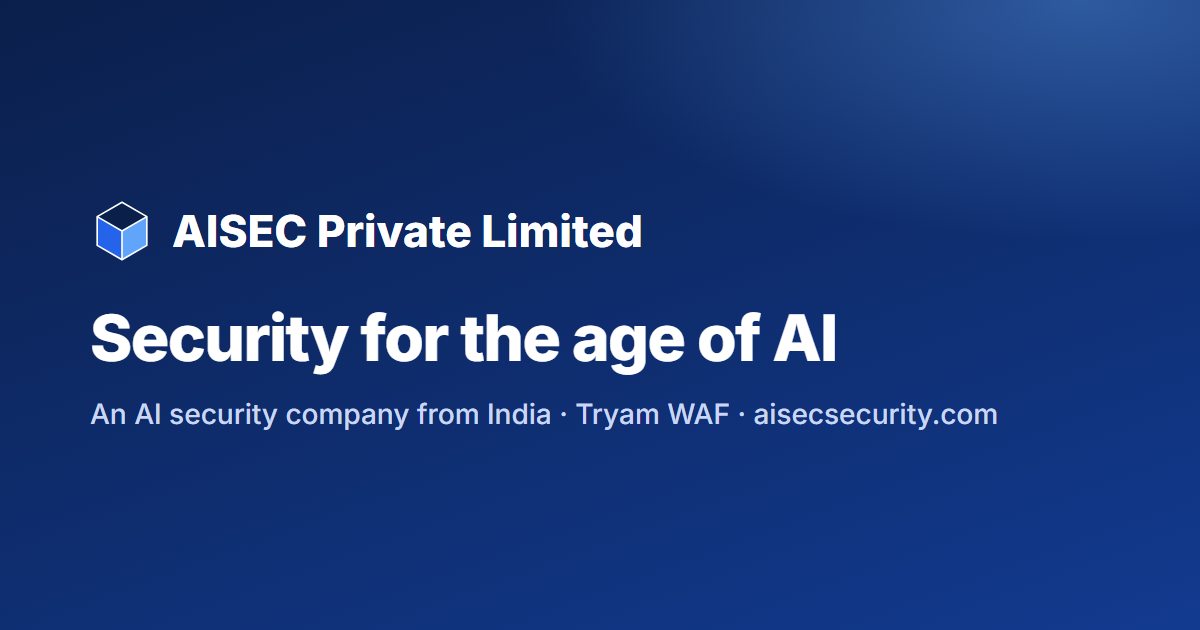 AISEC Private Limited
Security for the age of AI
An AI security company from India · Tryam WAF · aisecsecurity.com